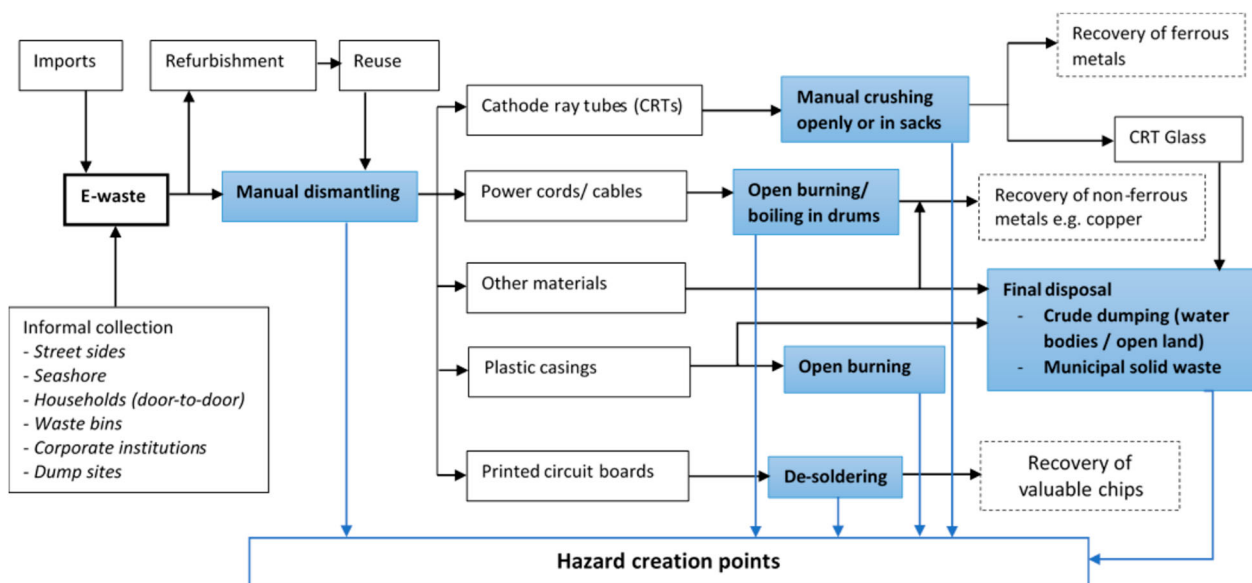 Imports
Refurbishment
Reuse
Recovery of ferrous
metals
Cathode ray tubes (CRTs)
Manual crushing
openly or in sacks
CRT Glass
E-waste
Manual dismantling
Power cords/ cables
Open burning/
boiling in drums
Recovery of non-ferrous
metals e.g. copper
Other materials
Final disposal
- Crude dumping (water
bodies / open land)
- Municipal solid waste
Informal collection
- Street sides
- Seashore
- Households (door-to-door)
- Waste bins
- Corporate institutions
- Dump sites
Plastic casings
Open burning
Printed circuit boards
De-soldering
Recovery of
valuable chips
Hazard creation points